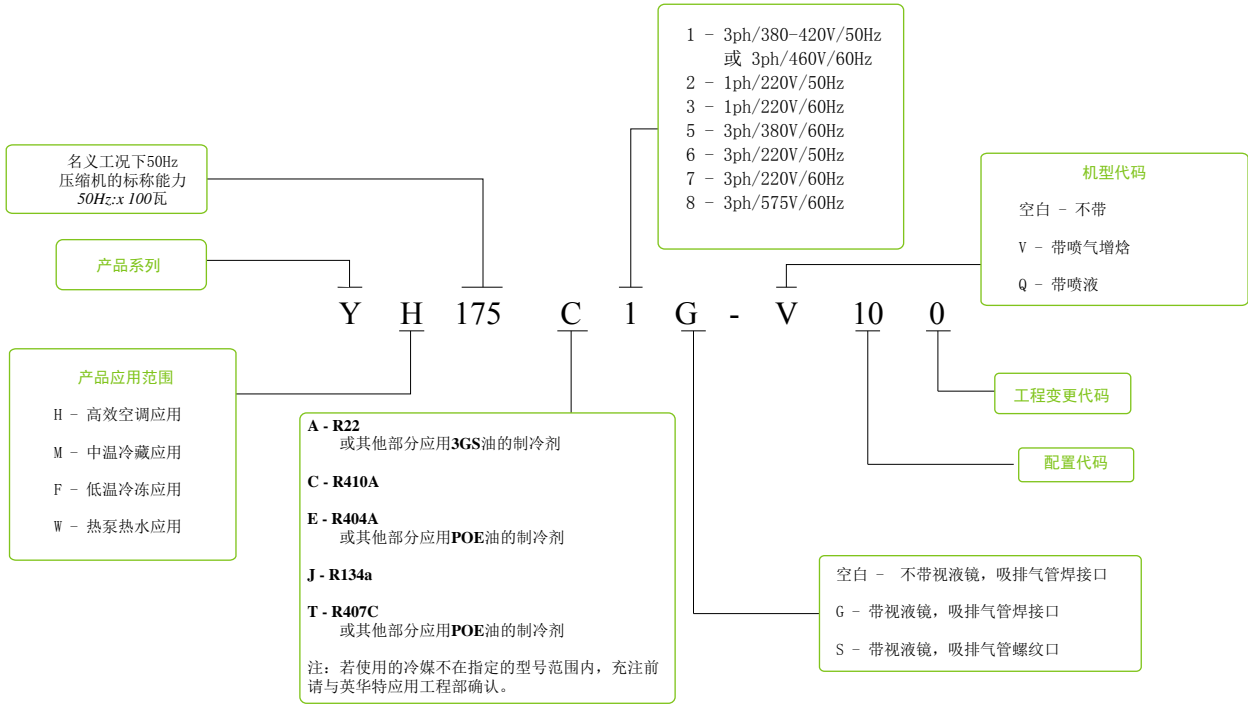 1 - 3ph/380-420V/50Hz
或 3ph/460V/60Hz
2 - 1ph/220V/50Hz
3 - 1ph/220V/60Hz
5 - 3ph/380V/60Hz
6 - 3ph/220V/50Hz
7 - 3ph/220V/60Hz
8 - 3ph/575V/60Hz
名义工况下50Hz
压缩机的标称能力
50Hz:x 100瓦
机型代码
空白 - 不带
V - 带喷气增焓
Q - 带喷液
产品系列
Y H 175 C 1 G - V 10 0
产品应用范围
H - 高效空调应用
M - 中温冷藏应用
F - 低温冷冻应用
W - 热泵热水应用
A - R22
或其他部分应用3GS油的制冷剂
C - R410A
E - R404A
或其他部分应用POE油的制冷剂
J - R134a
T - R407C
或其他部分应用POE油的制冷剂
注: 若使用的冷媒不在指定的型号范围内, 充注前
请与英华特应用工程部确认。
工程变更代码
配置代码
空白 - 不带视液镜, 吸排气管焊接口
G - 带视液镜, 吸排气管焊接口
S - 带视液镜, 吸排气管螺纹口